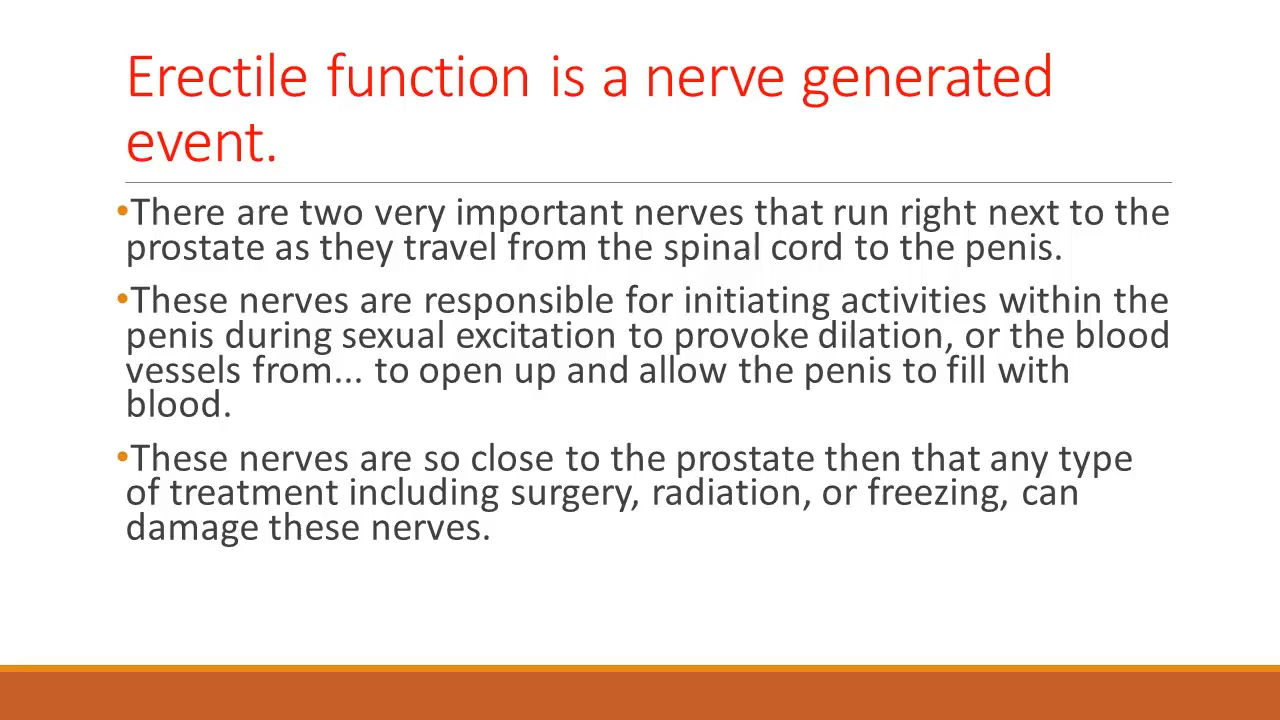 Erectile function is a nerve generated
event.
•There are two very important nerves that run right next to the
prostate as they travel from the spinal cord to the penis.
•These nerves are responsible for initiating activities within the
penis during sexual excitation to provoke dilation, or the blood
vessels from... to open up and allow the penis to fill with
blood.
•These nerves are so close to the prostate then that any type
of treatment including surgery, radiation, or freezing, can
damage these nerves.